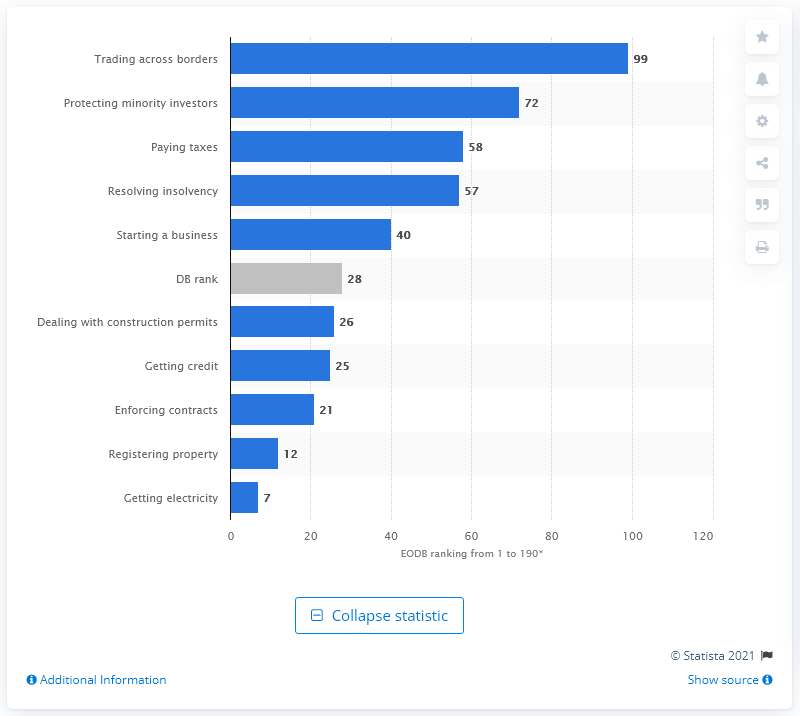 Trading across borders 99
Protecting minority investors 72
Paying taxes 58
Resolving insolvency 57
Starting a business 40
DB rank 28
Dealing with construction permits 26
Getting credit 25
Enforcing contracts 21
Registering property 12
Getting electricity 7
0 20 40 60 80 100 120
EODB ranking from 1 to 190*
Collapse statistic
© Statista 2021
Additional Information
Show source